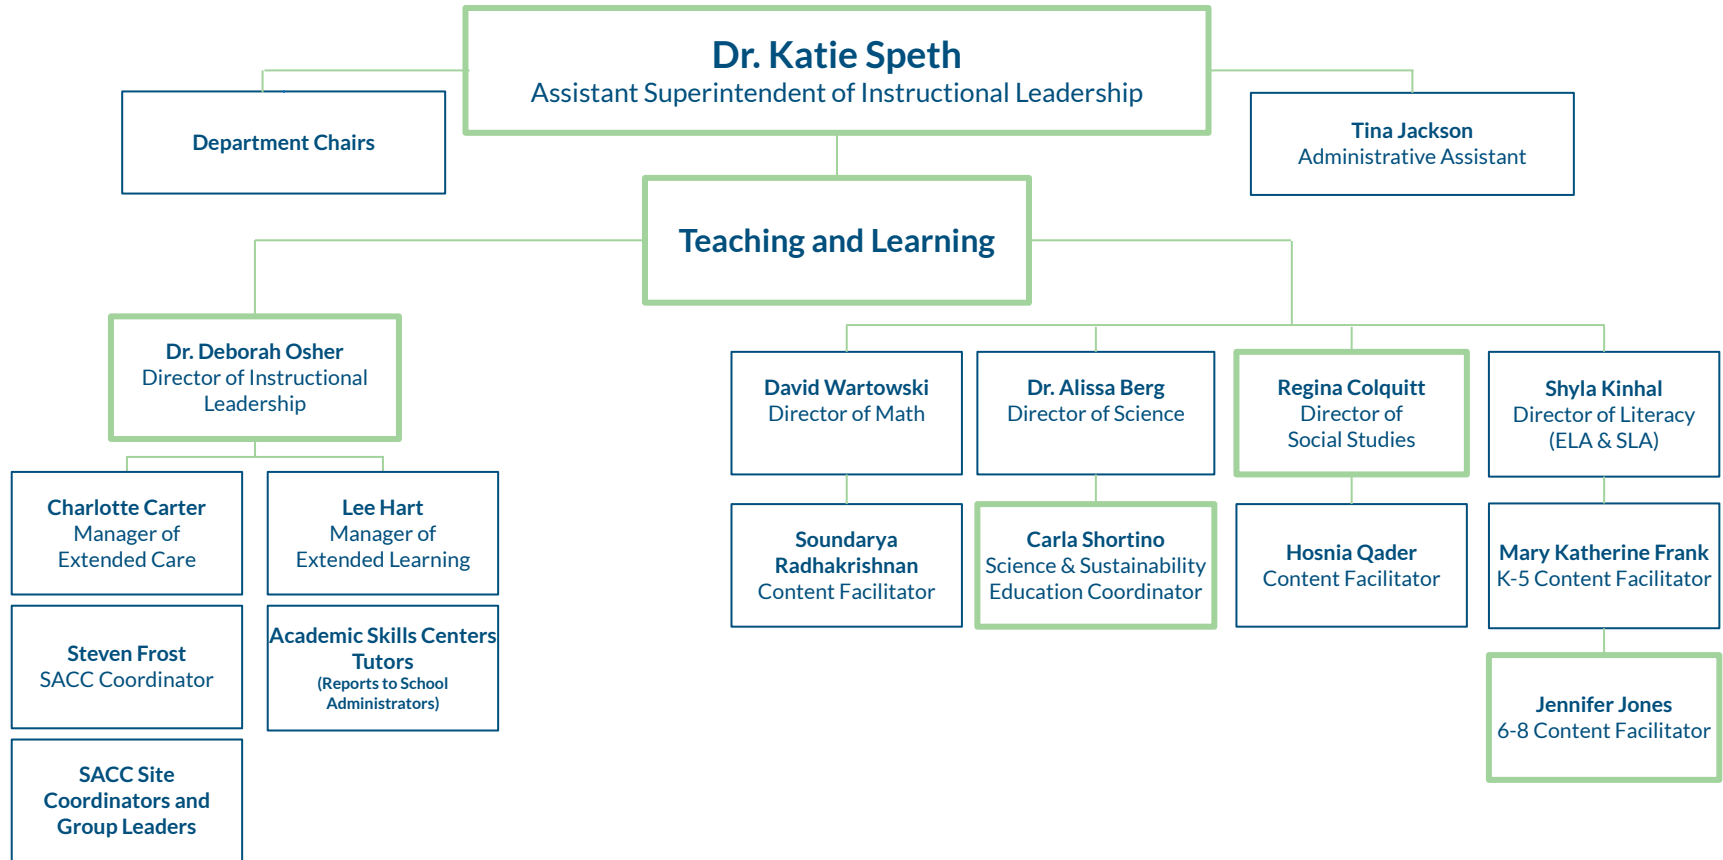 Dr. Katie Speth
Assistant Superintendent of Instructional Leadership
Department Chairs
Tina Jackson
Administrative Assistant
Teaching and Learning
Dr. Deborah Osher
Director of Instructional
Leadership
David Wartowski
Director of Math
Dr. Alissa Berg
Director of Science
Regina Colquitt
Director of
Social Studies
Shyla Kinhal
Director of Literacy
(ELA & SLA)
Charlotte Carter
Manager of
Extended Care
Lee Hart
Manager of
Extended Learning
Soundarya
Radhakrishnan
Content Facilitator
Carla Shortino
Science & Sustainability
Education Coordinator
Hosnia Qader
Content Facilitator
Mary Katherine Frank
K-5 Content Facilitator
Steven Frost
SACC Coordinator
Academic Skills Centers
Tutors
(Reports to School
Administrators)
Jennifer Jones
6-8 Content Facilitator
SACC Site
Coordinators and
Group Leaders